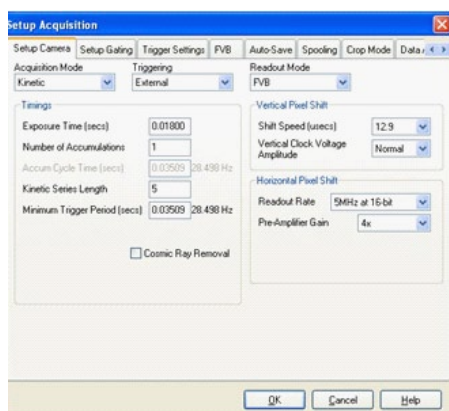 Setup Acquisition
Setup Camera Setup Gating Trigger Settings FVB Auto-Save Spooling Crop Mode Data
Acquisition Mode Triggering Readout Mode
Kinetic External FVB
Timings
Exposure Time (secs) 0.01800
Number of Accumulations 1
Accum Cycle Time (secs) 0.03509 28.498 Hz
Kinetic Series Length 5
Minimum Trigger Period (secs) 0.03509 28.498 Hz
Cosmic Ray Removal
Vertical Pixel Shift
Shift Speed (usecs) 12.9
Vertical Clock Voltage
Amplitude Normal
Horizontal Pixel Shift
Readout Rate 5MHz at 16-bit
Pre-Amplifier Gain 4x
OK Cancel Help